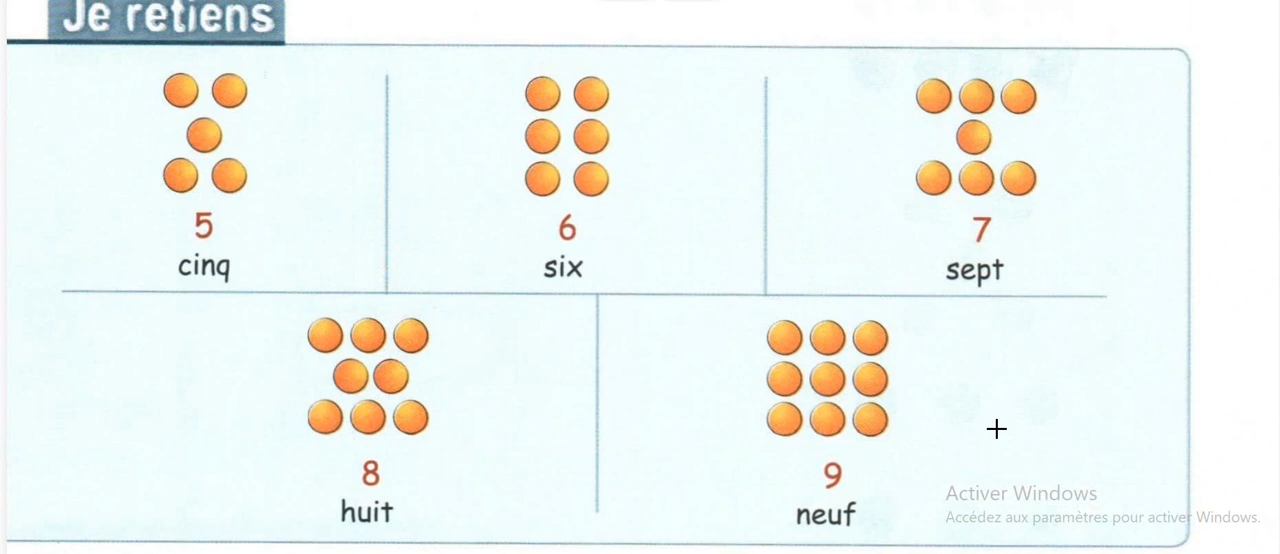 Je retiens
5
cinq
6
six
7
sept
8
huit
9
neuf
Activer Windows
Accédez aux paramètres pour activer Windows.